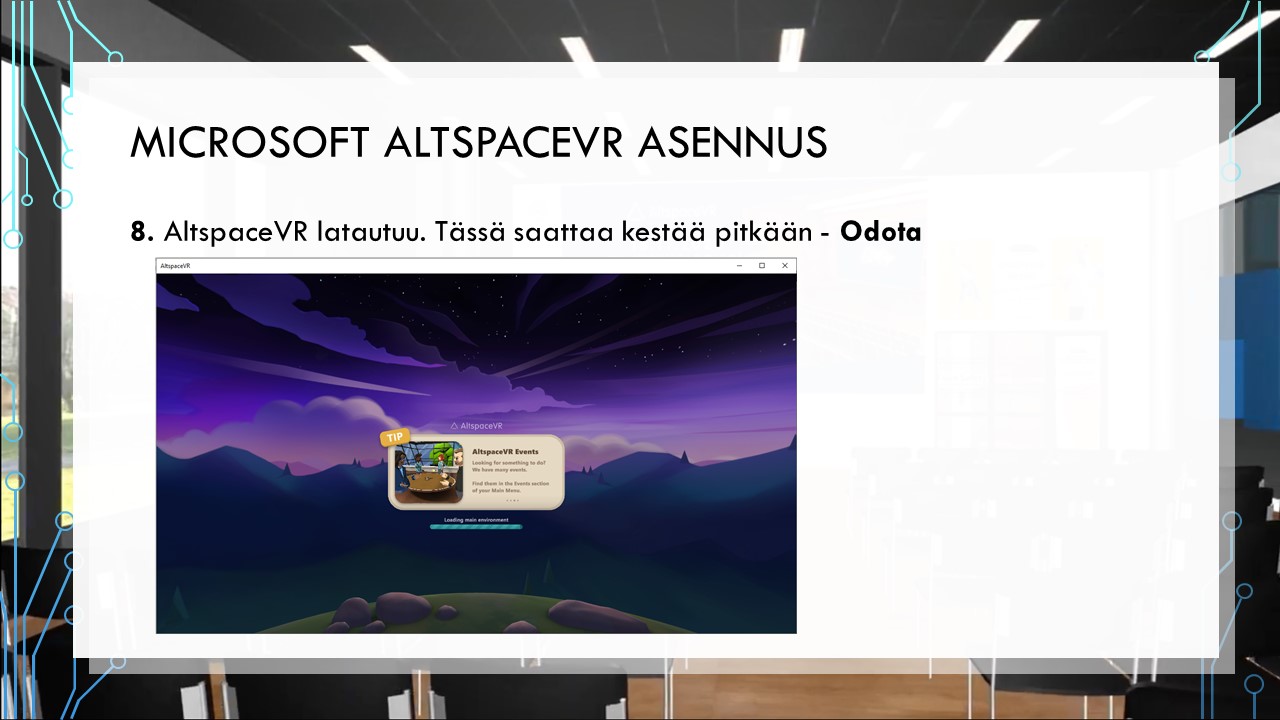 MICROSOFT ALTSPACEVR ASENNUS
8. AltspaceVR latautuu. Tässä saattaa kestää pitkään - Odota
AltspaceVR
AltspaceVR
TIP
AltspaceVR Events
Looking for something to do?
We have many events.
Find them in the Events section
of your Main Menu.
Loading main environment